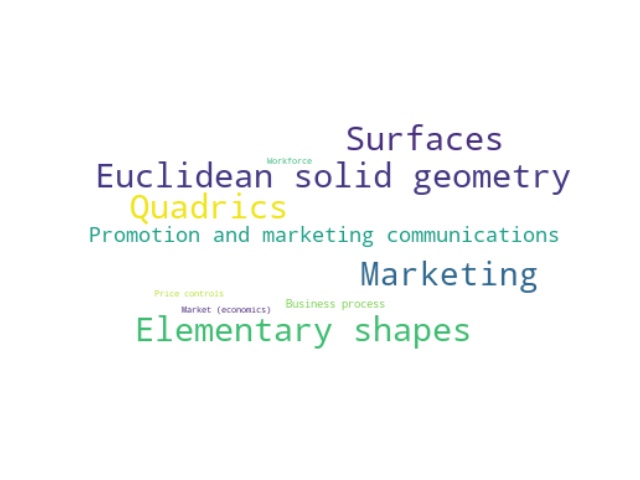 Surfaces
Workforce
Euclidean solid geometry
Quadrics
Promotion and marketing communications
Marketing
Price controls
Business process
Market (economics)
Elementary shapes